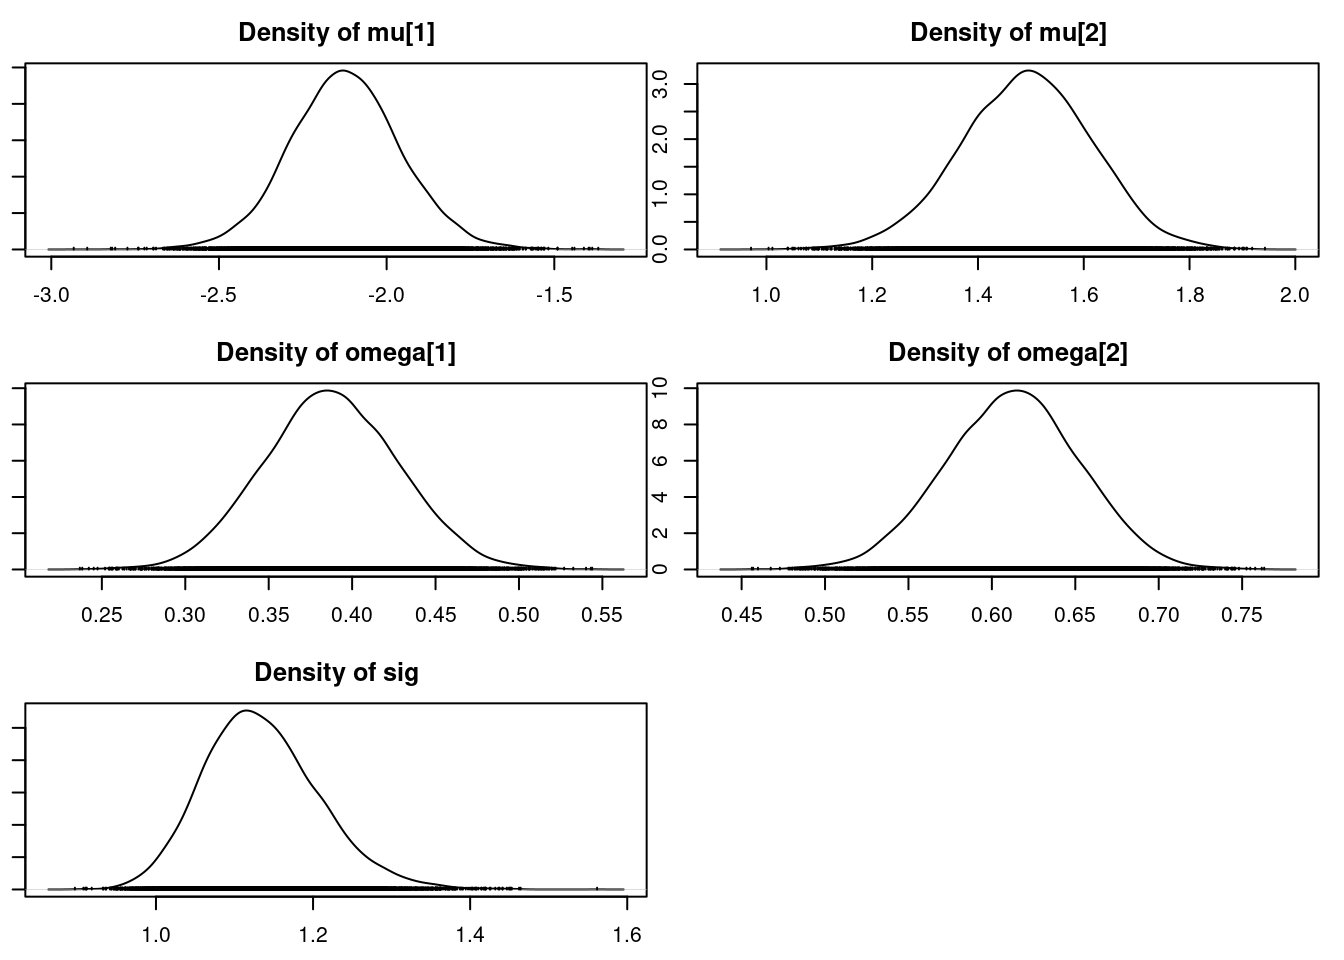 Density of mu[1]
-3.0 -2.5 -2.0 -1.5
Density of mu[2]
0.0 1.0 2.0 3.0
1.0 1.2 1.4 1.6 1.8 2.0
Density of omega[1]
0.25 0.30 0.35 0.40 0.45 0.50 0.55
Density of omega[2]
0 2 4 6 8 10
0.45 0.50 0.55 0.60 0.65 0.70 0.75
Density of sig
1.0 1.2 1.4 1.6